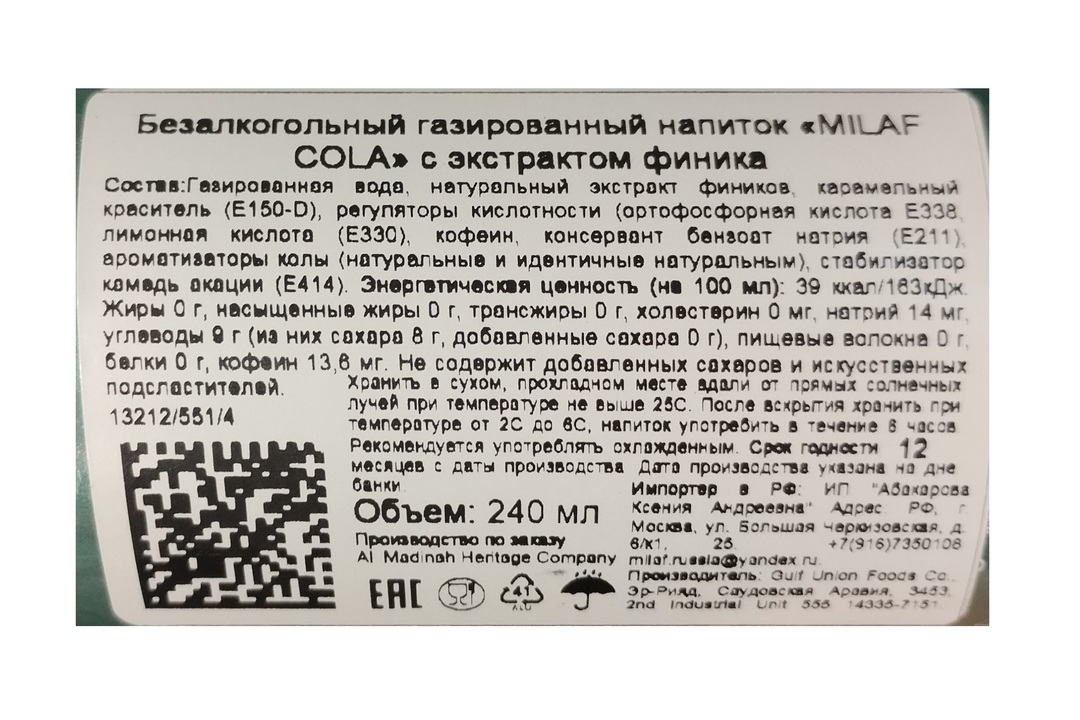 Безалкогольный газированный напиток «MILAF
COLA» с экстрактом финика
Состав:Газированная вода, натуральный экстракт фиников, карамельный
краситель (E150-D), регуляторы кислотности (ортофосфорная кислота E338,
лимонная кислота (E330), кофеин, консервант бензоат натрия (E211),
ароматизаторы колы (натуральные и идентичные натуральным), стабилизатор
камедь акации (E414). Энергетическая ценность (на 100 мл): 39 ккал/163кДж.
Жиры 0 г, насыщенные жиры 0 г, трансжиры 0 г, холестерин 0 мг, натрий 14 мг,
углеводы 9 г (из них сахара 8 г, добавленные сахара 0 г), пищевые волокна 0 г,
белки 0 г, кофеин 13,6 мг. Не содержит добавленных сахаров и искусственных
подсластителей.
13212/551/4
Хранить в сухом, прохладном месте вдали от прямых солнечных
лучей при температуре не выше 25С. После вскрытия хранить при
температуре от 2С до 6С, напиток употребить в течение 6 часов
Рекомендуется употреблять охлажденным. Срок годности 12
месяцев с даты производства Дата производства указана на дне
банки
Объем: 240 мл
Производство по заказу
Al Madinah Heritage Company
EAC
41
ALU
Импортер в РФ: ИП "Абакарова
Ксения Андреевна" Адрес РФ, г.
Москва, ул. Большая Черкизовская, д.
6/к1, 25. +7(916)7350106
milaf.russia@yandex.ru.
Производитель: Gulf Union Foods Co.,
Эр-Рияд, Саудовская Аравия, 3453,
2nd Industrial Unit 555 14335-7151.